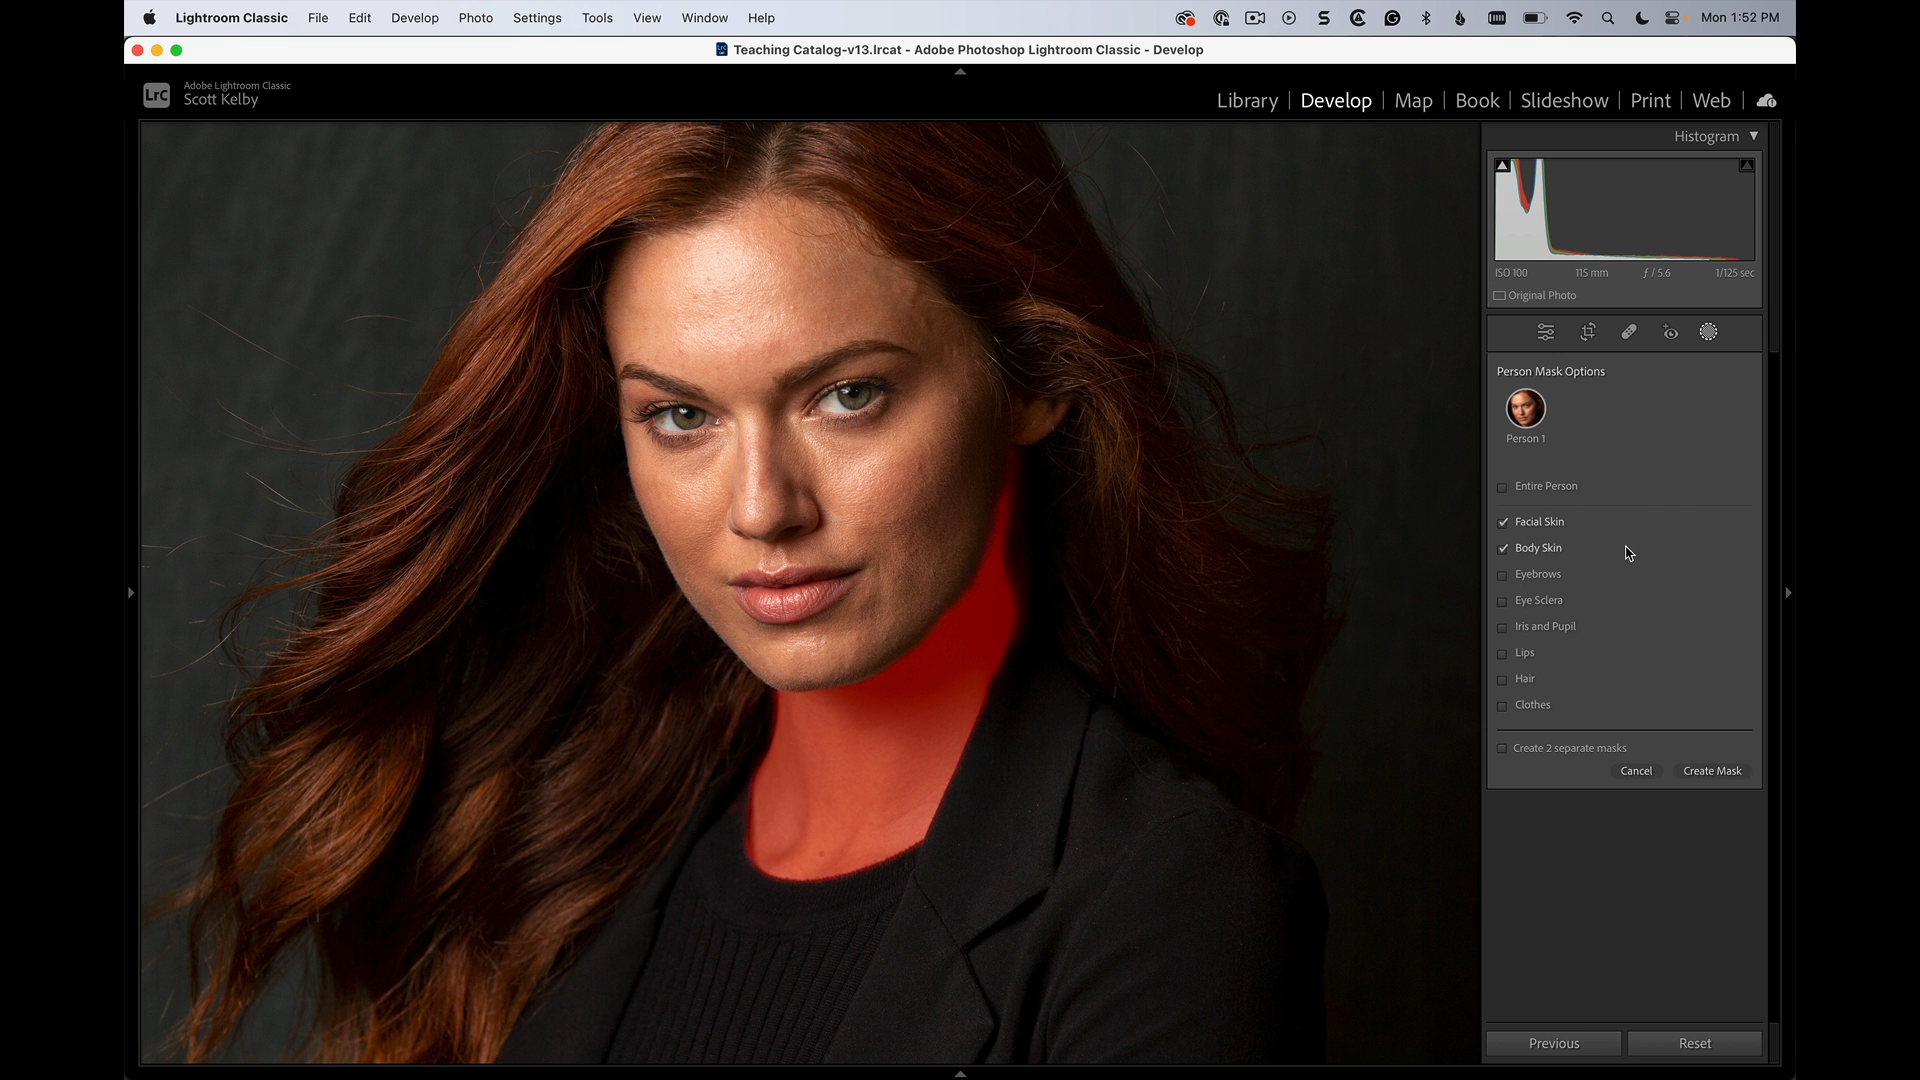 Lightroom Classic File Edit Develop Photo Settings Tools View Window Help Mon 1:52 PM
Teaching Catalog-v13.lrcat - Adobe Photoshop Lightroom Classic - Develop
LrC
Adobe Lightroom Classic
Scott Kelby
Library | Develop | Map | Book | Slideshow | Print | Web |
Histogram
ISO 100 115 mm ƒ / 5.6 1/125 sec
Original Photo
Person Mask Options
Person 1
Entire Person
Facial Skin
Body Skin
Eyebrows
Eye Sclera
Iris and Pupil
Lips
Hair
Clothes
Create 2 separate masks
Cancel Create Mask
Previous Reset